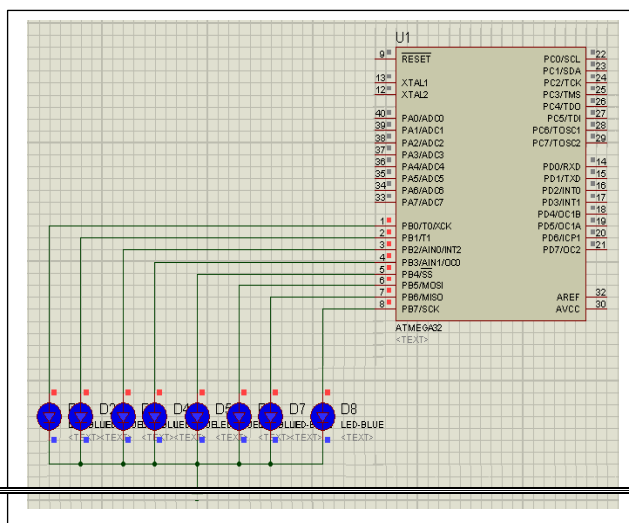 U1
9 RESET PC0/SCL 22
PC1/SDA 23
13 XTAL1 PC2/TCK 24
12 XTAL2 PC3/TMS 25
PC4/TDO 26
40 PA0/ADC0 PC5/TDI 27
39 PA1/ADC1 PC6/TOSC1 28
38 PA2/ADC2 PC7/TOSC2 29
37 PA3/ADC3
36 PA4/ADC4 PD0/RXD 14
35 PA5/ADC5 PD1/TXD 15
34 PA6/ADC6 PD2/INT0 16
33 PA7/ADC7 PD3/INT1 17
PD4/OC1B 18
1 PB0/T0/XCK PD5/OC1A 19
2 PB1/T1 PD6/ICP1 20
3 PB2/AIN0/INT2 PD7/OC2 21
4 PB3/AIN1/OC0
5 PB4/SS
6 PB5/MOSI
7 PB6/MISO AREF 32
8 PB7/SCK AVCC 30
ATMEGA32
<TEXT>
D7 D8
LED-BLUE
<TEXT>